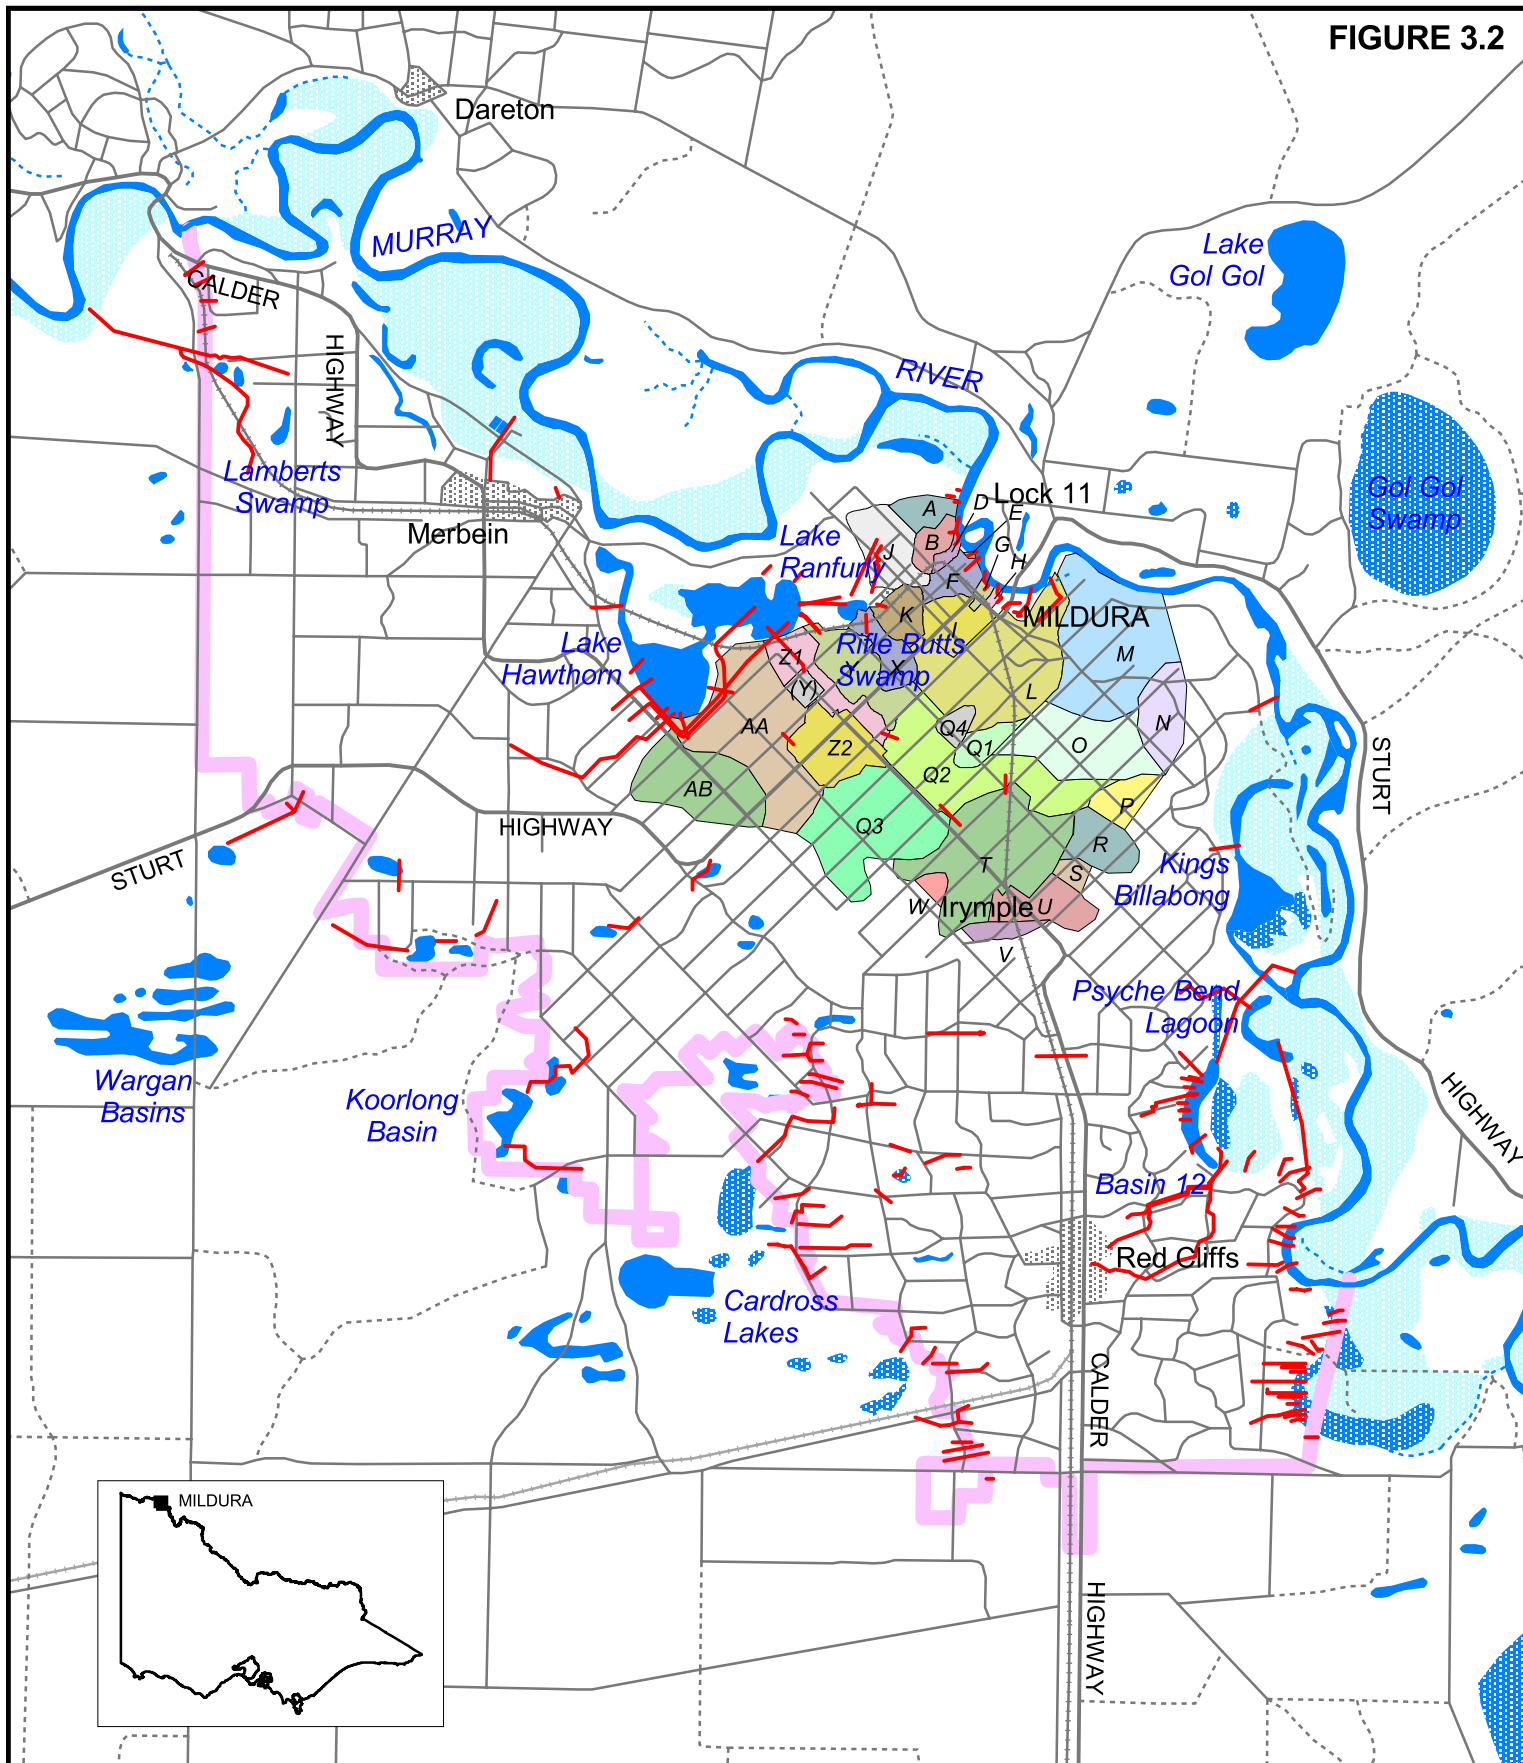 FIGURE 3.2
Dareton
MURRAY
Lake
Gol Gol
CALDER
HIGHWAY
RIVER
Lamberts
Swamp
Merbein
Gol Gol
Swamp
Lock 11
A
D
E
B
Lake
Ranfurly
J
G
H
F
K
I
MILDURA
Rifle Butts
Swamp
Lake
Hawthorn
Z1
Y
X
M
(Y)
L
N
AA
Q4
Z2
Q1
O
Q2
STURT
AB
P
HIGHWAY
Q3
R
STURT
T
S
Kings
Billabong
W
Irymple
U
V
Psyche Bend
Lagoon
Wargan
Basins
Koorlong
Basin
HIGHWAY
Basin 12
Red Cliffs
Cardross
Lakes
CALDER
MILDURA
HIGHWAY